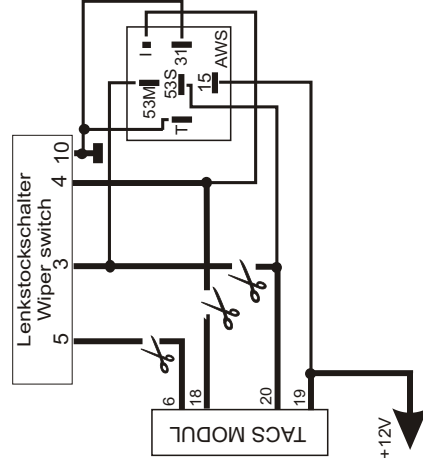 Lenkstockschalter
Wiper switch
5
3
4
10
I
31
53M
53S
15
AWS
T
6
18
20
19
TACS MODUL
+12V